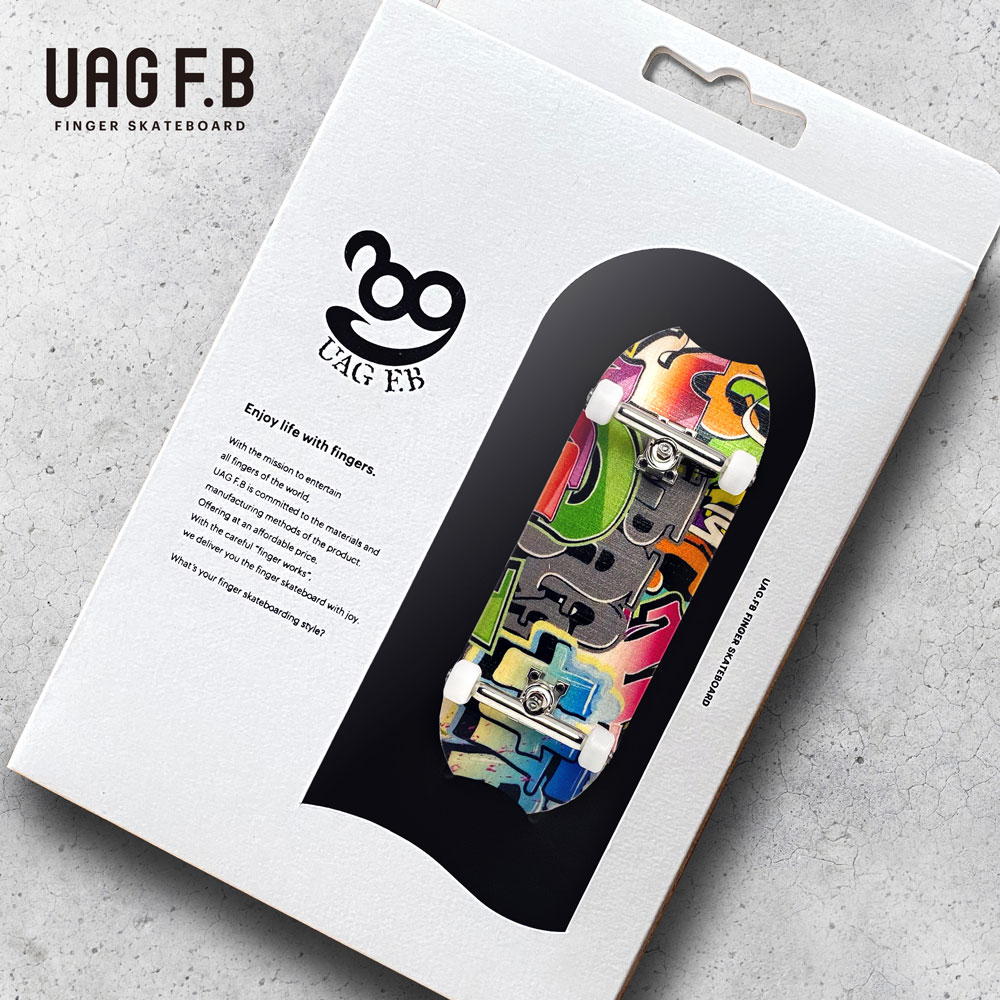 UAG F.B
FINGER SKATEBOARD
UAG F.B
Enjoy life with fingers.
With the mission to entertain
all fingers of the world.
UAG F.B is committed to the materials and
manufacturing methods of the product.
Offering at an affordable price.
With the careful "finger works",
we deliver you the finger skateboard with joy.
What's your finger skateboarding style?
UAG.FB FINGER SKATEBOARD